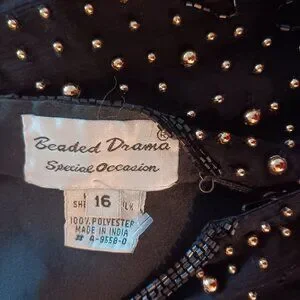 Beaded Drama ®
Special Occasion
16
100% POLYESTER
MADE IN INDIA